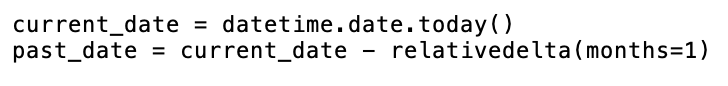 current_date = datetime.date.today()
past_date = current_date - relativedelta(months=1)